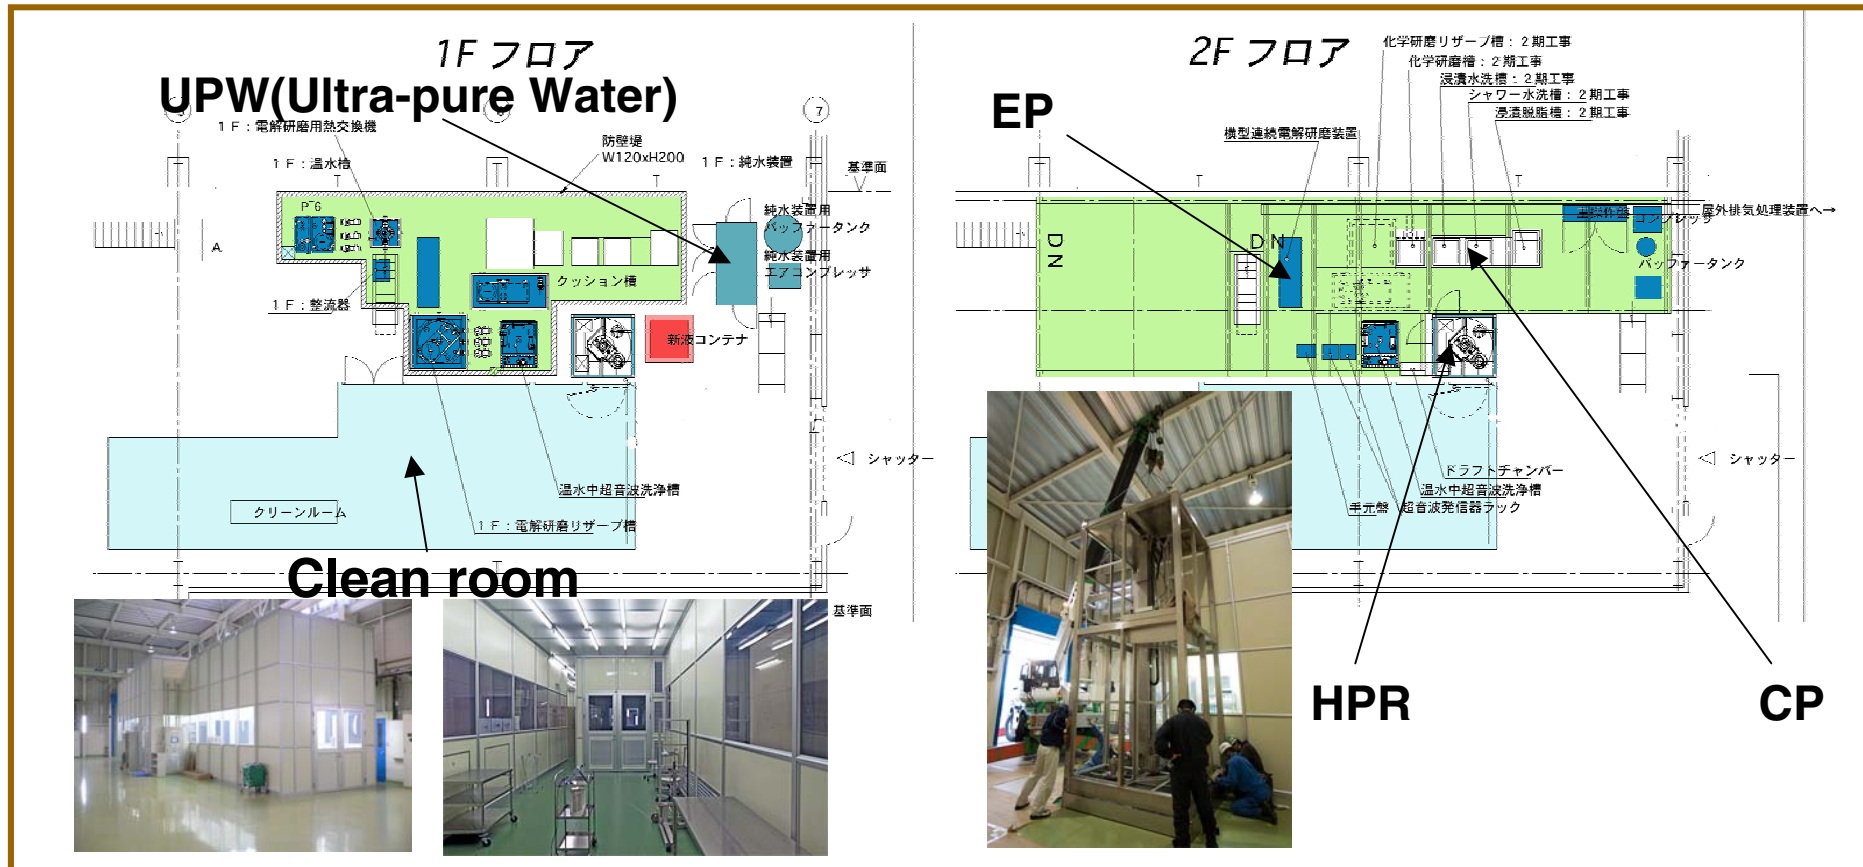 1F フロア
UPW(Ultra-pure Water)
7
1F：電解研磨用熱交換機
防壁堤
W120xH200
1F：温水槽
1F：純水装置
基準面
P-6
純水装置用
バッファータンク
A
純水装置用
エアコンプレッサ
クッション槽
1F：整流器
新液コンテナ
シャッター
温水中超音波洗浄槽
クリーンルーム
1F：電解研磨リザーブ槽
Clean room
基準面
2F フロア
化学研磨リザーブ槽：2期工事
化学研磨槽：2期工事
浸漬水洗槽：2期工事
シャワー水洗槽：2期工事
浸漬脱脂槽：2期工事
EP
横型連続電解研磨装置
コンプレッサ
屋外排気処理装置へ→
DN
DN
バッファータンク
シャッター
ドラフトチャンバー
温水中超音波洗浄槽
手元盤
超音波発信器ラック
HPR
CP